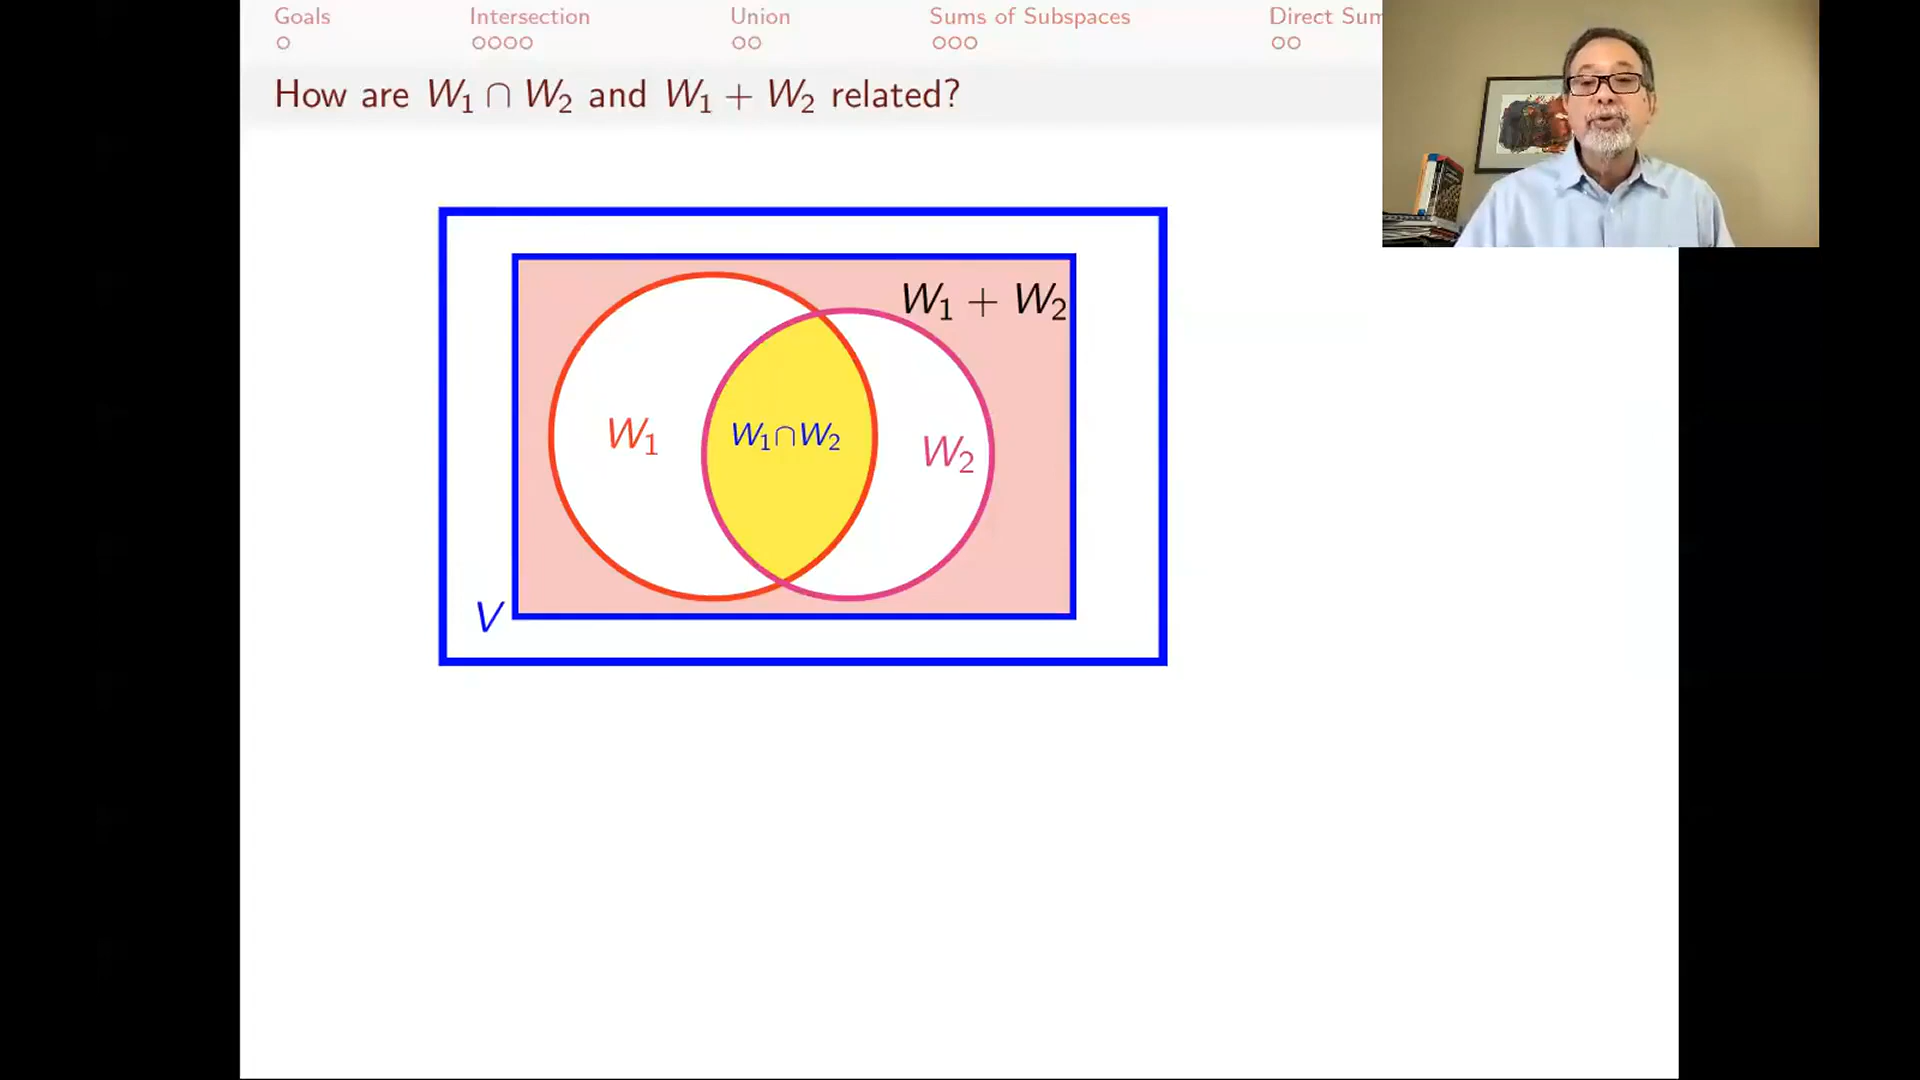 Goals Intersection Union Sums of Subspaces Direct Sum
How are W₁ ∩ W₂ and W₁ + W₂ related?
W₁ + W₂
W₁ W₁∩W₂ W₂
V